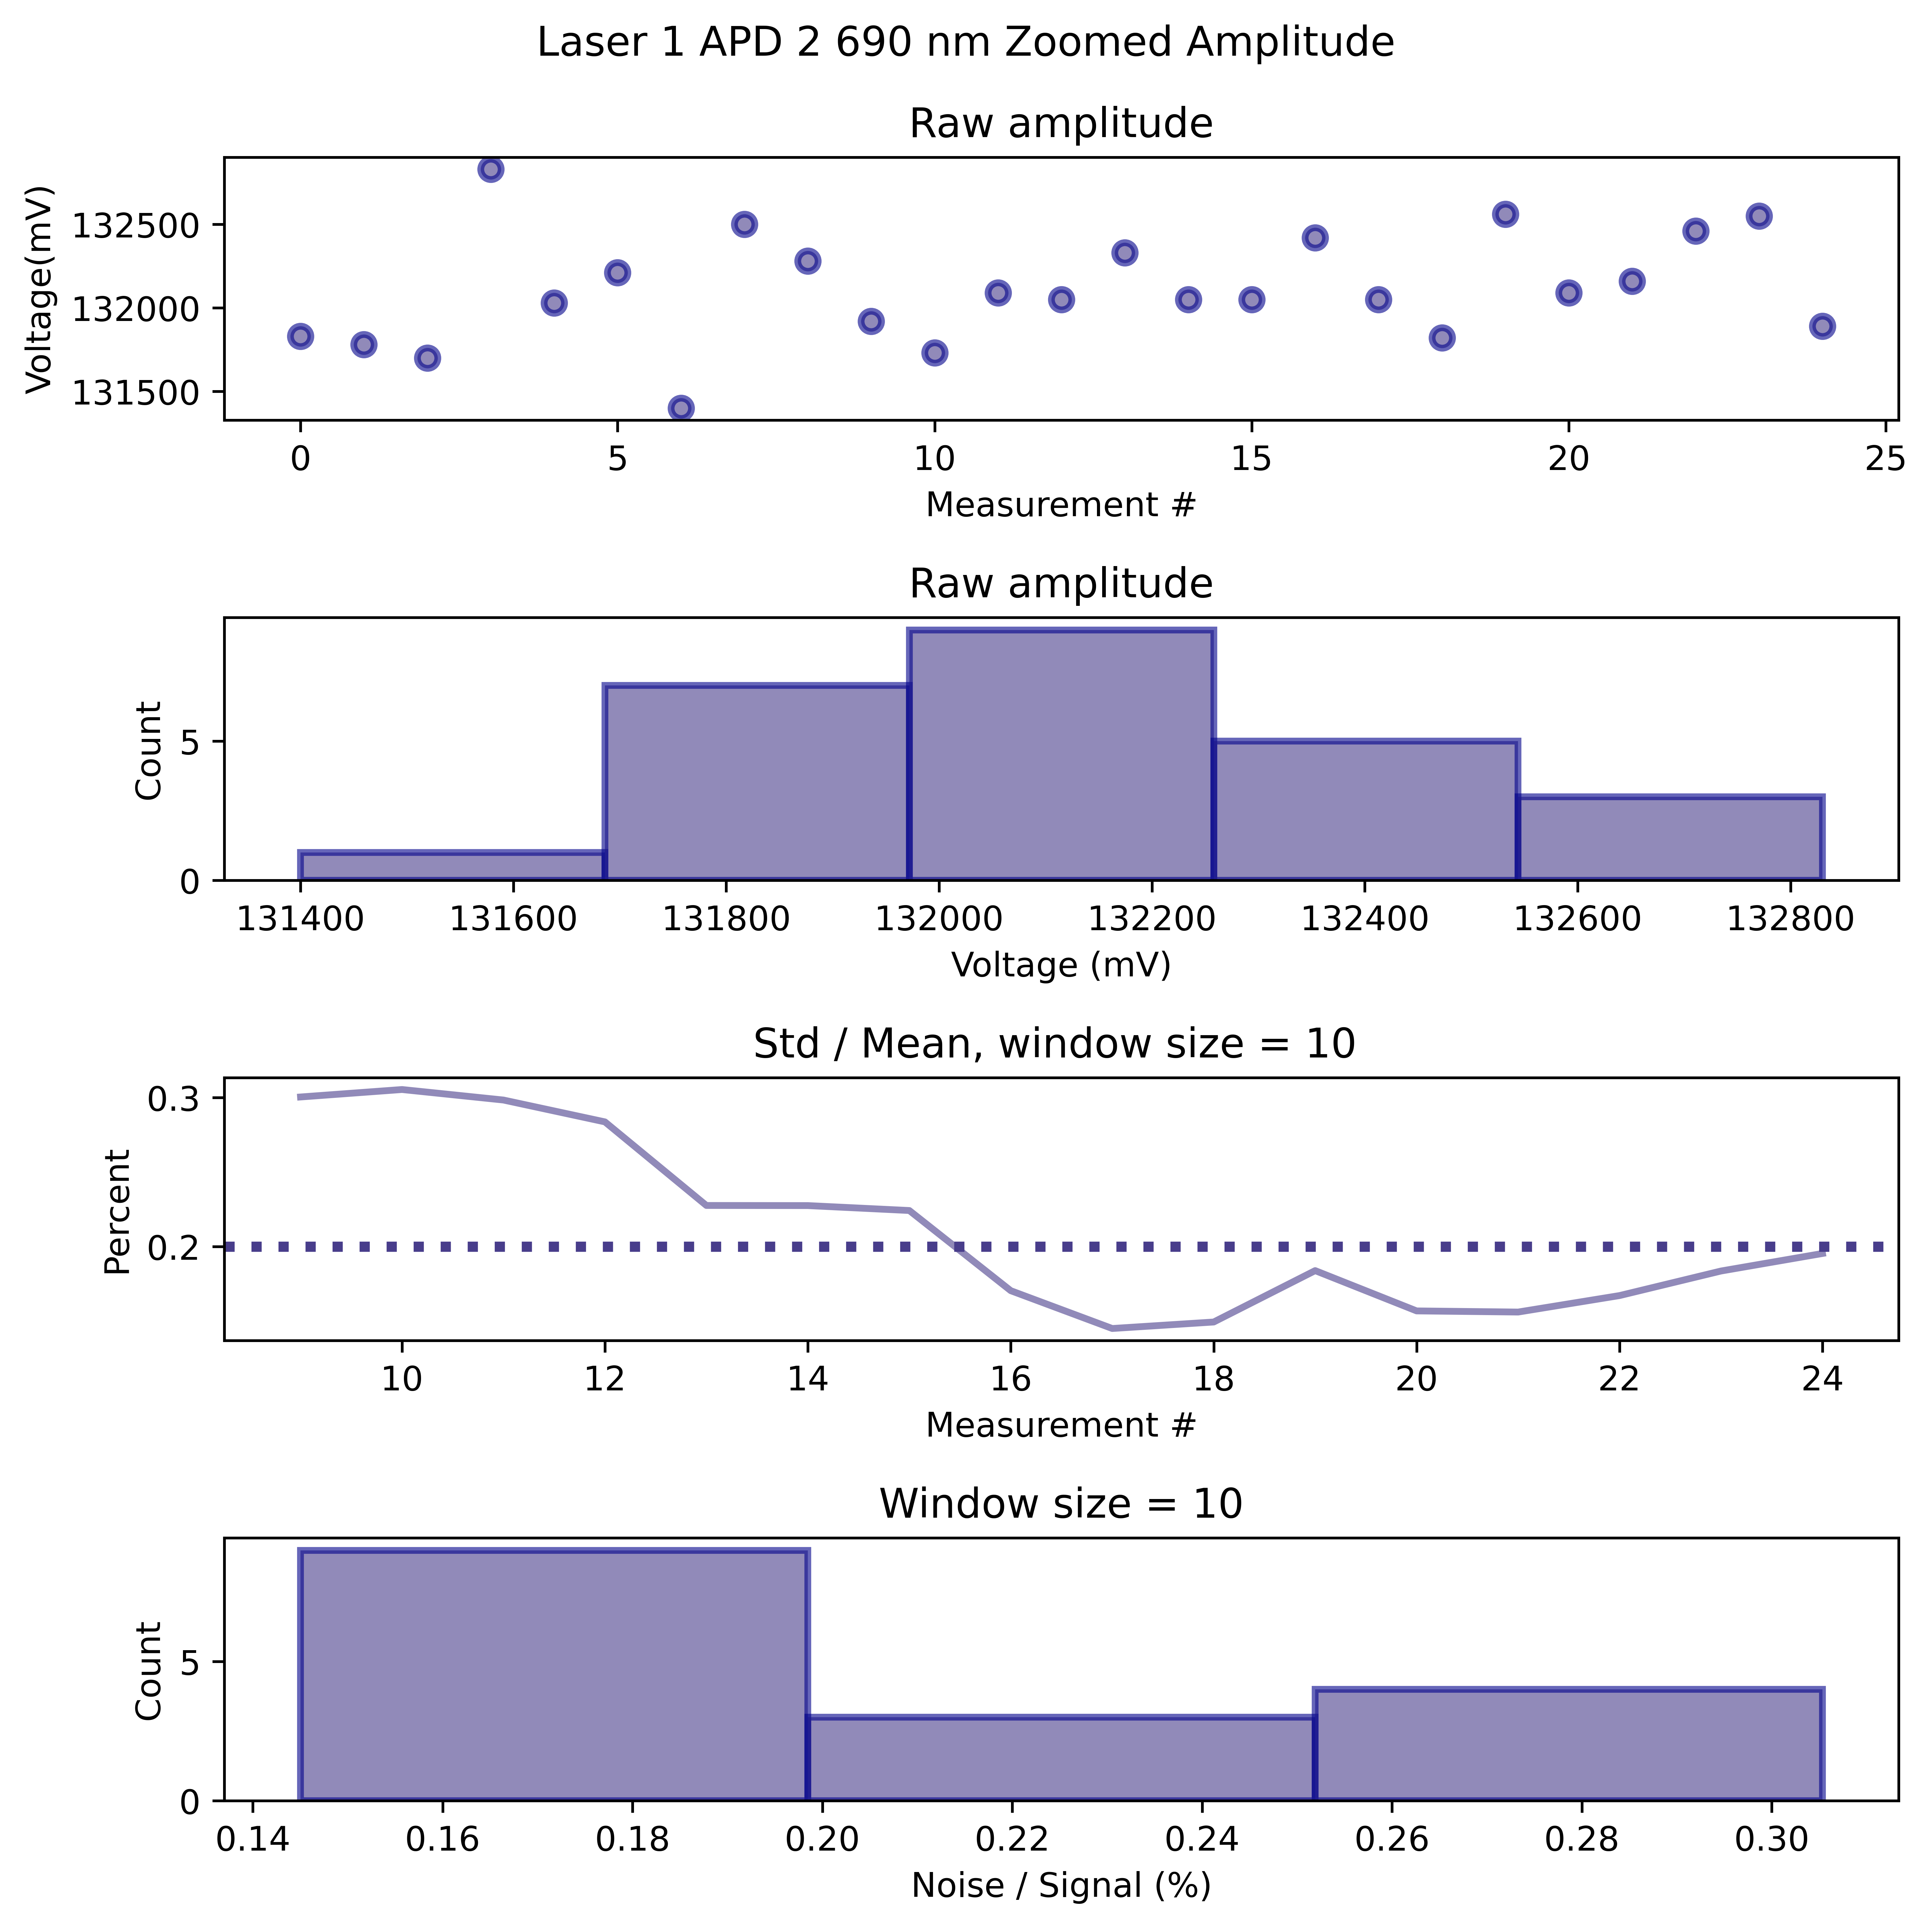 Laser 1 APD 2 690 nm Zoomed Amplitude
Raw amplitude
Voltage(mV)
132500
132000
131500
0 5 10 15 20 25
Measurement #
Raw amplitude
Count
5
0
131400 131600 131800 132000 132200 132400 132600 132800
Voltage (mV)
Std / Mean, window size = 10
Percent
0.3
0.2
10 12 14 16 18 20 22 24
Measurement #
Window size = 10
Count
5
0
0.14 0.16 0.18 0.20 0.22 0.24 0.26 0.28 0.30
Noise / Signal (%)